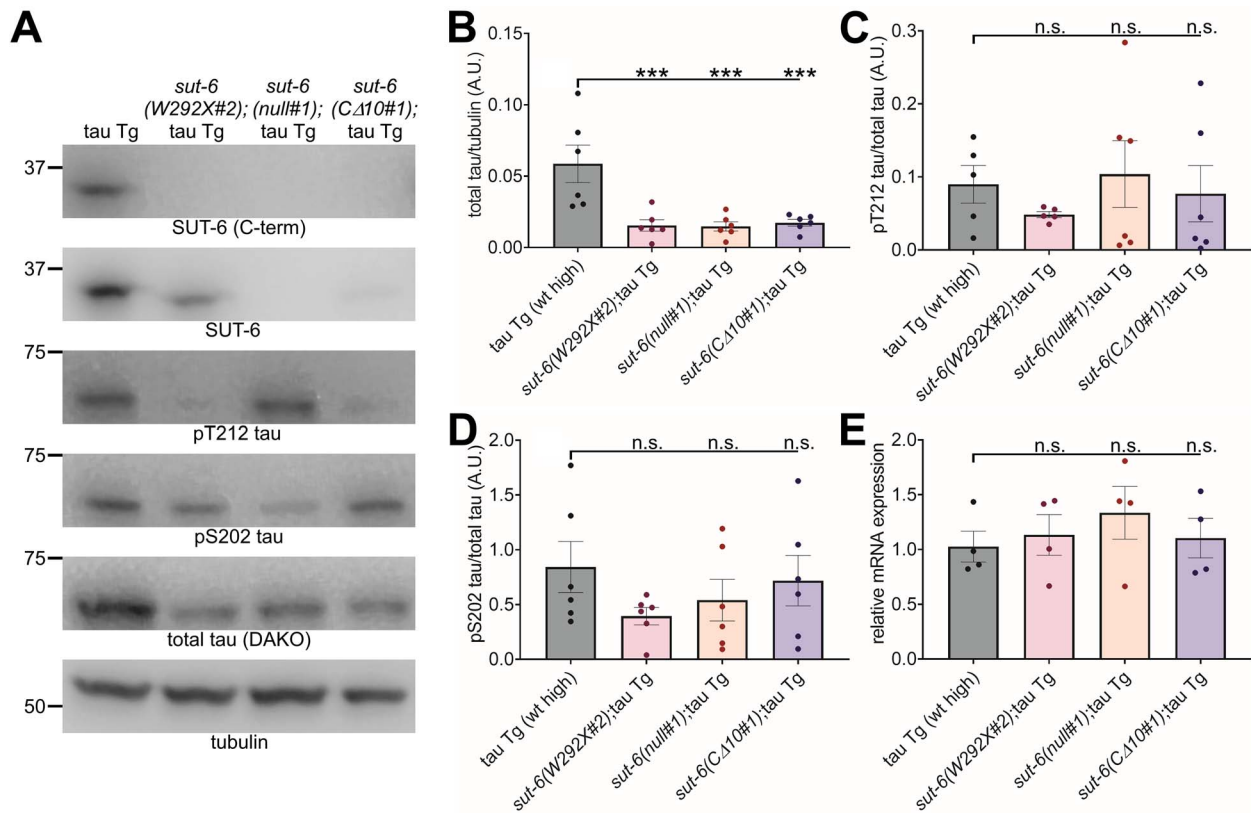 A
sut-6 sut-6 sut-6
(W292X#2); (null#1); (CΔ10#1);
tau Tg tau Tg tau Tg tau Tg
37
SUT-6 (C-term)
37
SUT-6
75
pT212 tau
75
pS202 tau
75
total tau (DAKO)
50
tubulin
B
total tau/tubulin (A.U.)
0.15
0.10
0.05
0.00
*** *** ***
tau Tg (wt high)
sut-6(W292X#2);tau Tg
sut-6(null#1);tau Tg
sut-6(CΔ10#1);tau Tg
C
pT212 tau/total tau (A.U.)
0.3
0.2
0.1
0.0
n.s. n.s. n.s.
tau Tg (wt high)
sut-6(W292X#2);tau Tg
sut-6(null#1);tau Tg
sut-6(CΔ10#1);tau Tg
D
pS202 tau/total tau (A.U.)
2.0
1.5
1.0
0.5
0.0
n.s. n.s. n.s.
tau Tg (wt high)
sut-6(W292X#2);tau Tg
sut-6(null#1);tau Tg
sut-6(CΔ10#1);tau Tg
E
relative mRNA expression
2.0
1.5
1.0
0.5
0.0
n.s. n.s. n.s.
tau Tg (wt high)
sut-6(W292X#2);tau Tg
sut-6(null#1);tau Tg
sut-6(CΔ10#1);tau Tg